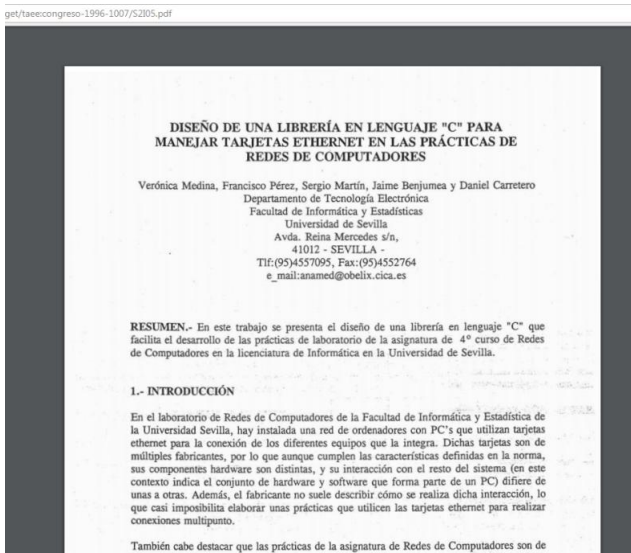 get/taee:congreso-1996-1007/S2I05.pdf
DISEÑO DE UNA LIBRERÍA EN LENGUAJE "C" PARA
MANEJAR TARJETAS ETHERNET EN LAS PRÁCTICAS DE
REDES DE COMPUTADORES
Verónica Medina, Francisco Pérez, Sergio Martín, Jaime Benjumea y Daniel Carretero
Departamento de Tecnología Electrónica
Facultad de Informática y Estadísticas
Universidad de Sevilla
Avda. Reina Mercedes s/n,
41012 - SEVILLA -
Tlf:(95)4557095, Fax:(95)4552764
e_mail:anamed@obelix.cica.es
RESUMEN.- En este trabajo se presenta el diseño de una librería en lenguaje "C" que
facilita el desarrollo de las prácticas de laboratorio de la asignatura de 4º curso de Redes
de Computadores en la licenciatura de Informática en la Universidad de Sevilla.
1.- INTRODUCCIÓN
En el laboratorio de Redes de Computadores de la Facultad de Informática y Estadística de
la Universidad Sevilla, hay instalada una red de ordenadores con PC's que utilizan tarjetas
ethernet para la conexión de los diferentes equipos que la integra. Dichas tarjetas son de
múltiples fabricantes, por lo que aunque cumplen las características definidas en la norma,
sus componentes hardware son distintas, y su interacción con el resto del sistema (en este
contexto indica el conjunto de hardware y software que forma parte de un PC) difiere de
unas a otras. Además, el fabricante no suele describir cómo se realiza dicha interacción, lo
que casi imposibilita elaborar unas prácticas que utilicen las tarjetas ethernet para realizar
conexiones multipunto.
También cabe destacar que las prácticas de la asignatura de Redes de Computadores son de